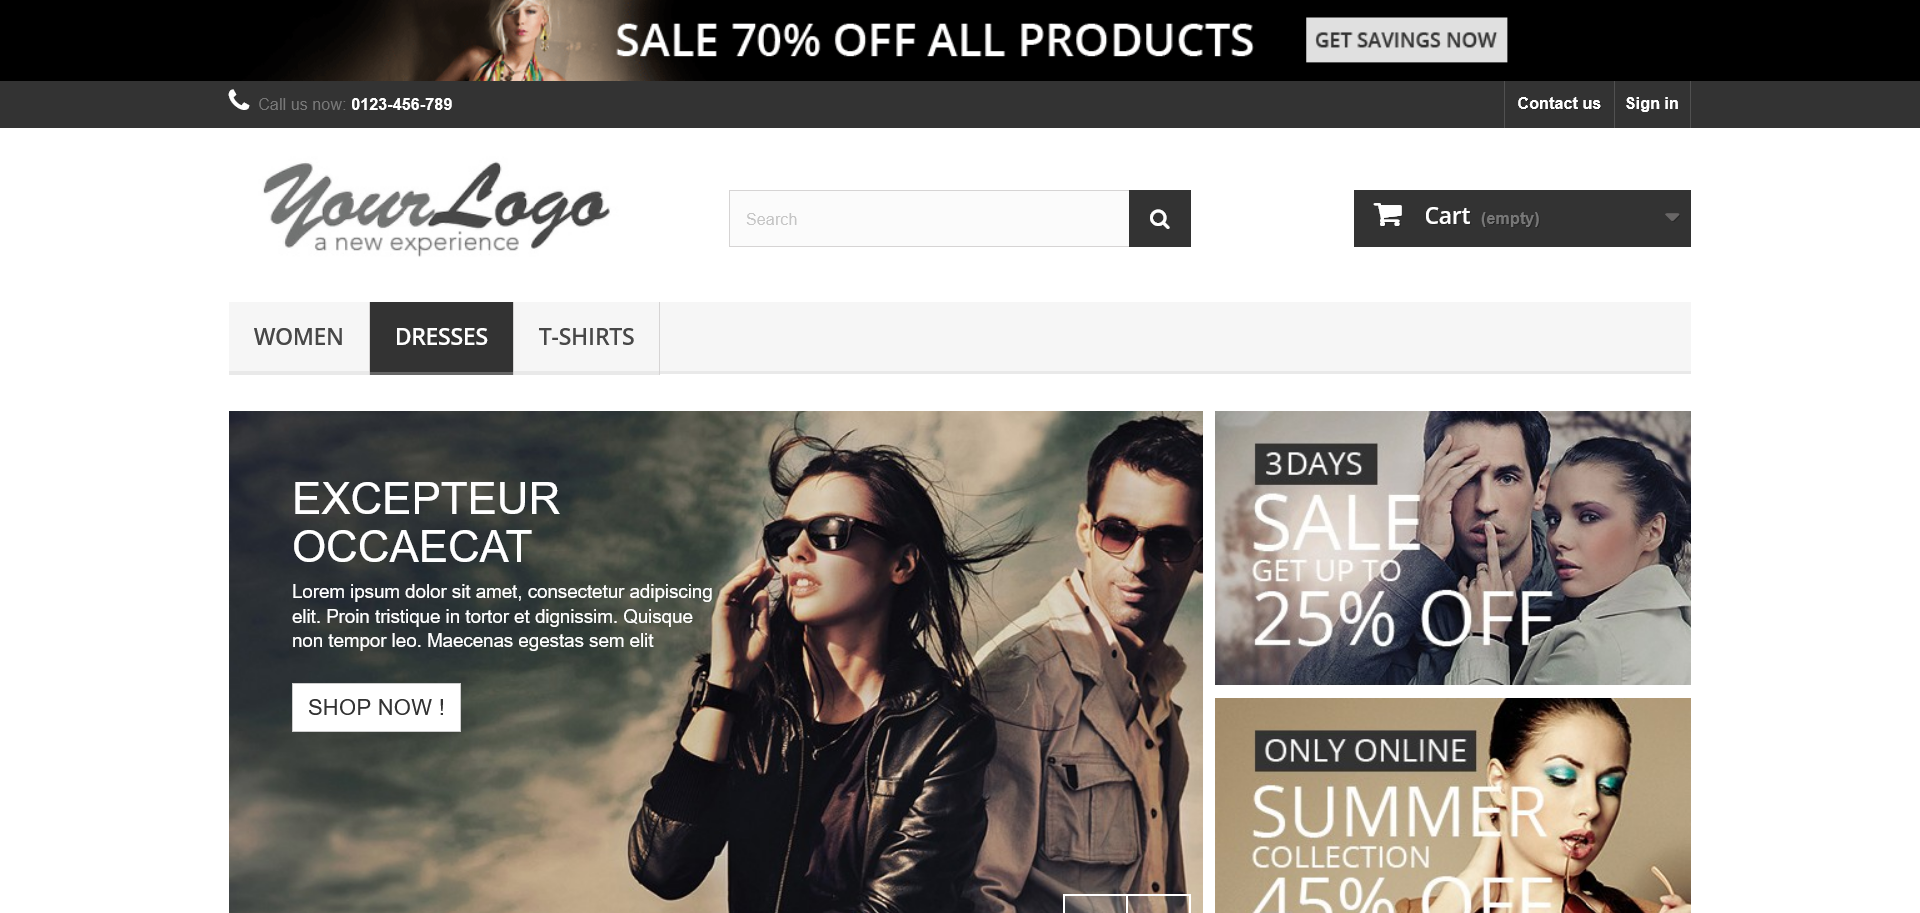 SALE 70% OFF ALL PRODUCTS
GET SAVINGS NOW
Call us now: 0123-456-789
Contact us
Sign in
YourLogo
a new experience
Search
Cart (empty)
WOMEN
DRESSES
T-SHIRTS
EXCEPTEUR
OCCAECAT
Lorem ipsum dolor sit amet, consectetur adipiscing
elit. Proin tristique in tortor et dignissim. Quisque
non tempor leo. Maecenas egestas sem elit
SHOP NOW !
3 DAYS
SALE
GET UP TO
25% OFF
ONLY ONLINE
SUMMER
COLLECTION
45% OFF